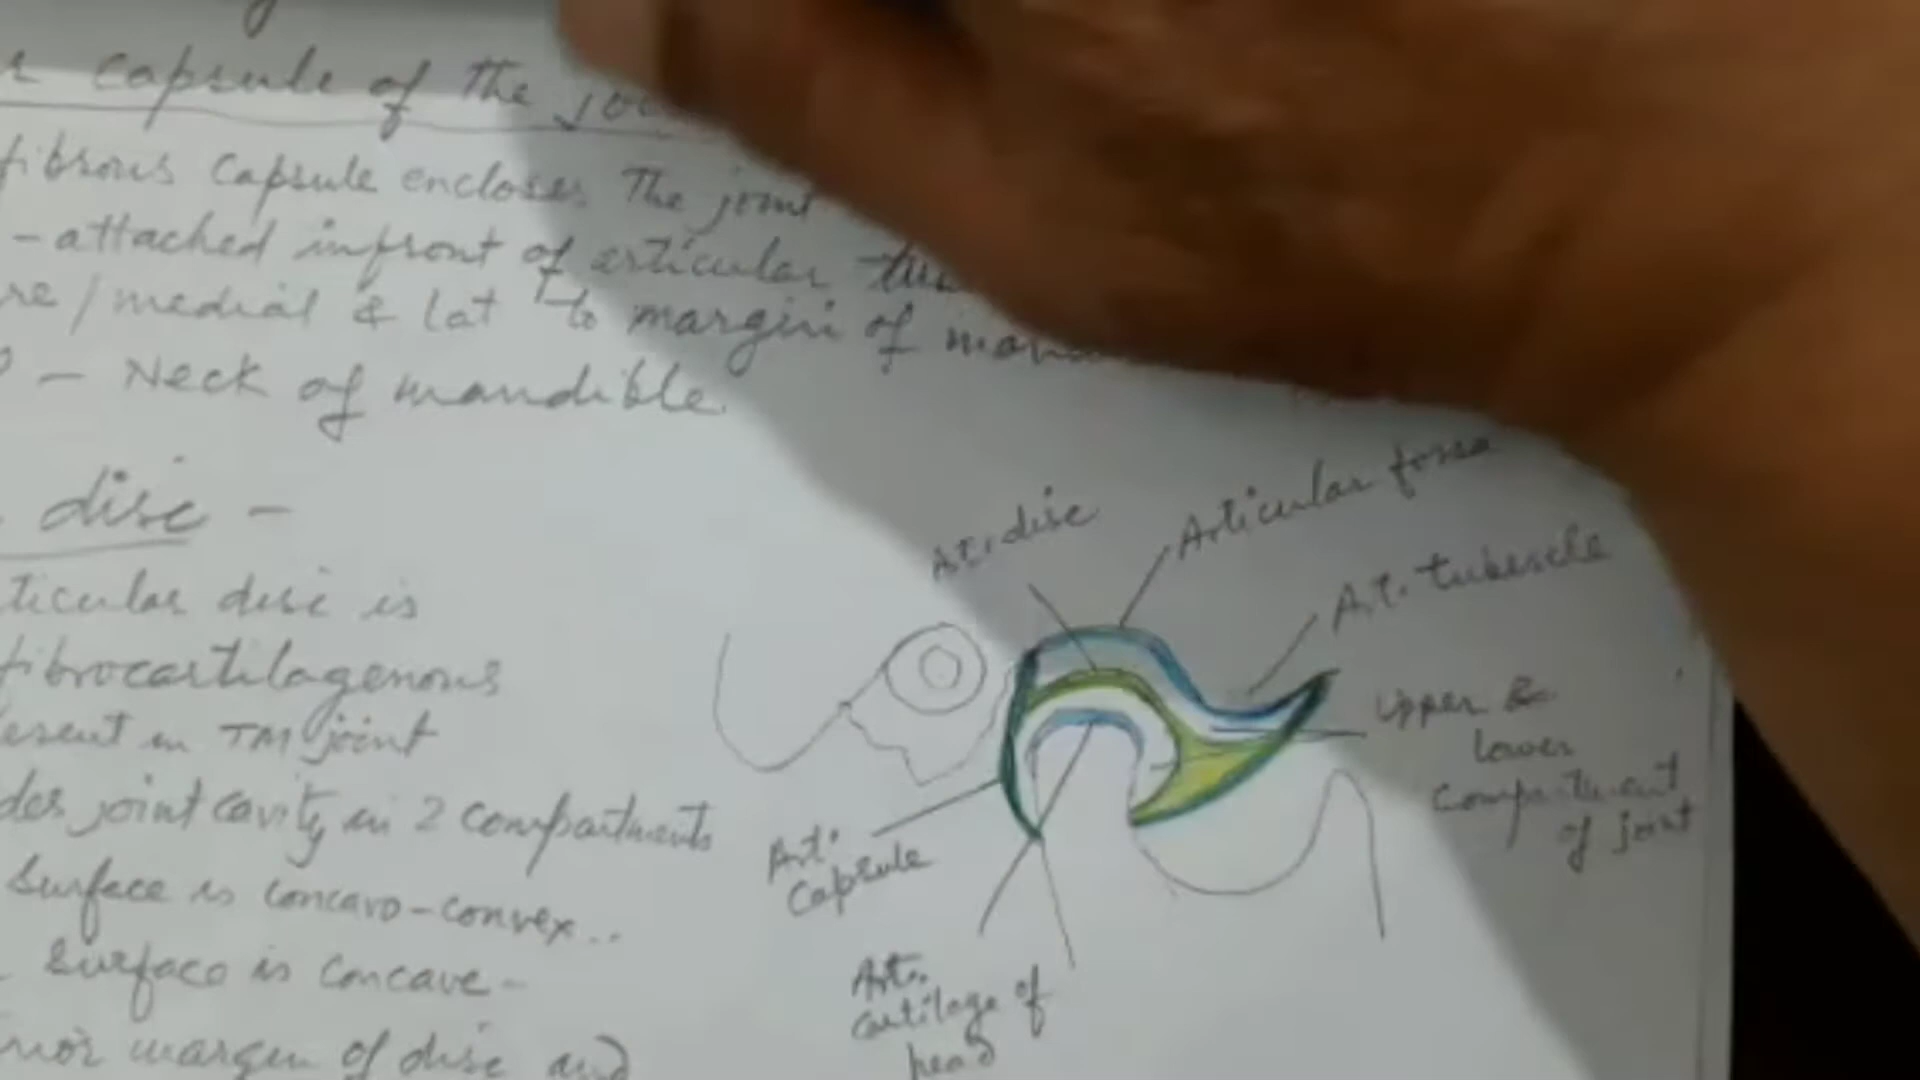 capsule of the
fibrous capsule encloses The joint
- attached infront of articular
/ medial & lat to margin of
- Neck of mandible.
disc -
ticular disc is
fibrocartilagenous
esent in TM joint
des joint cavity in 2 compartments
Surface is concavo-convex..
Surface is concave -
margin of disc and
Art. disc
Articular fossa
Art. tubercle
Upper &
lower
Compartment
of joint
Art.
Capsule
Art.
cartilage of
head